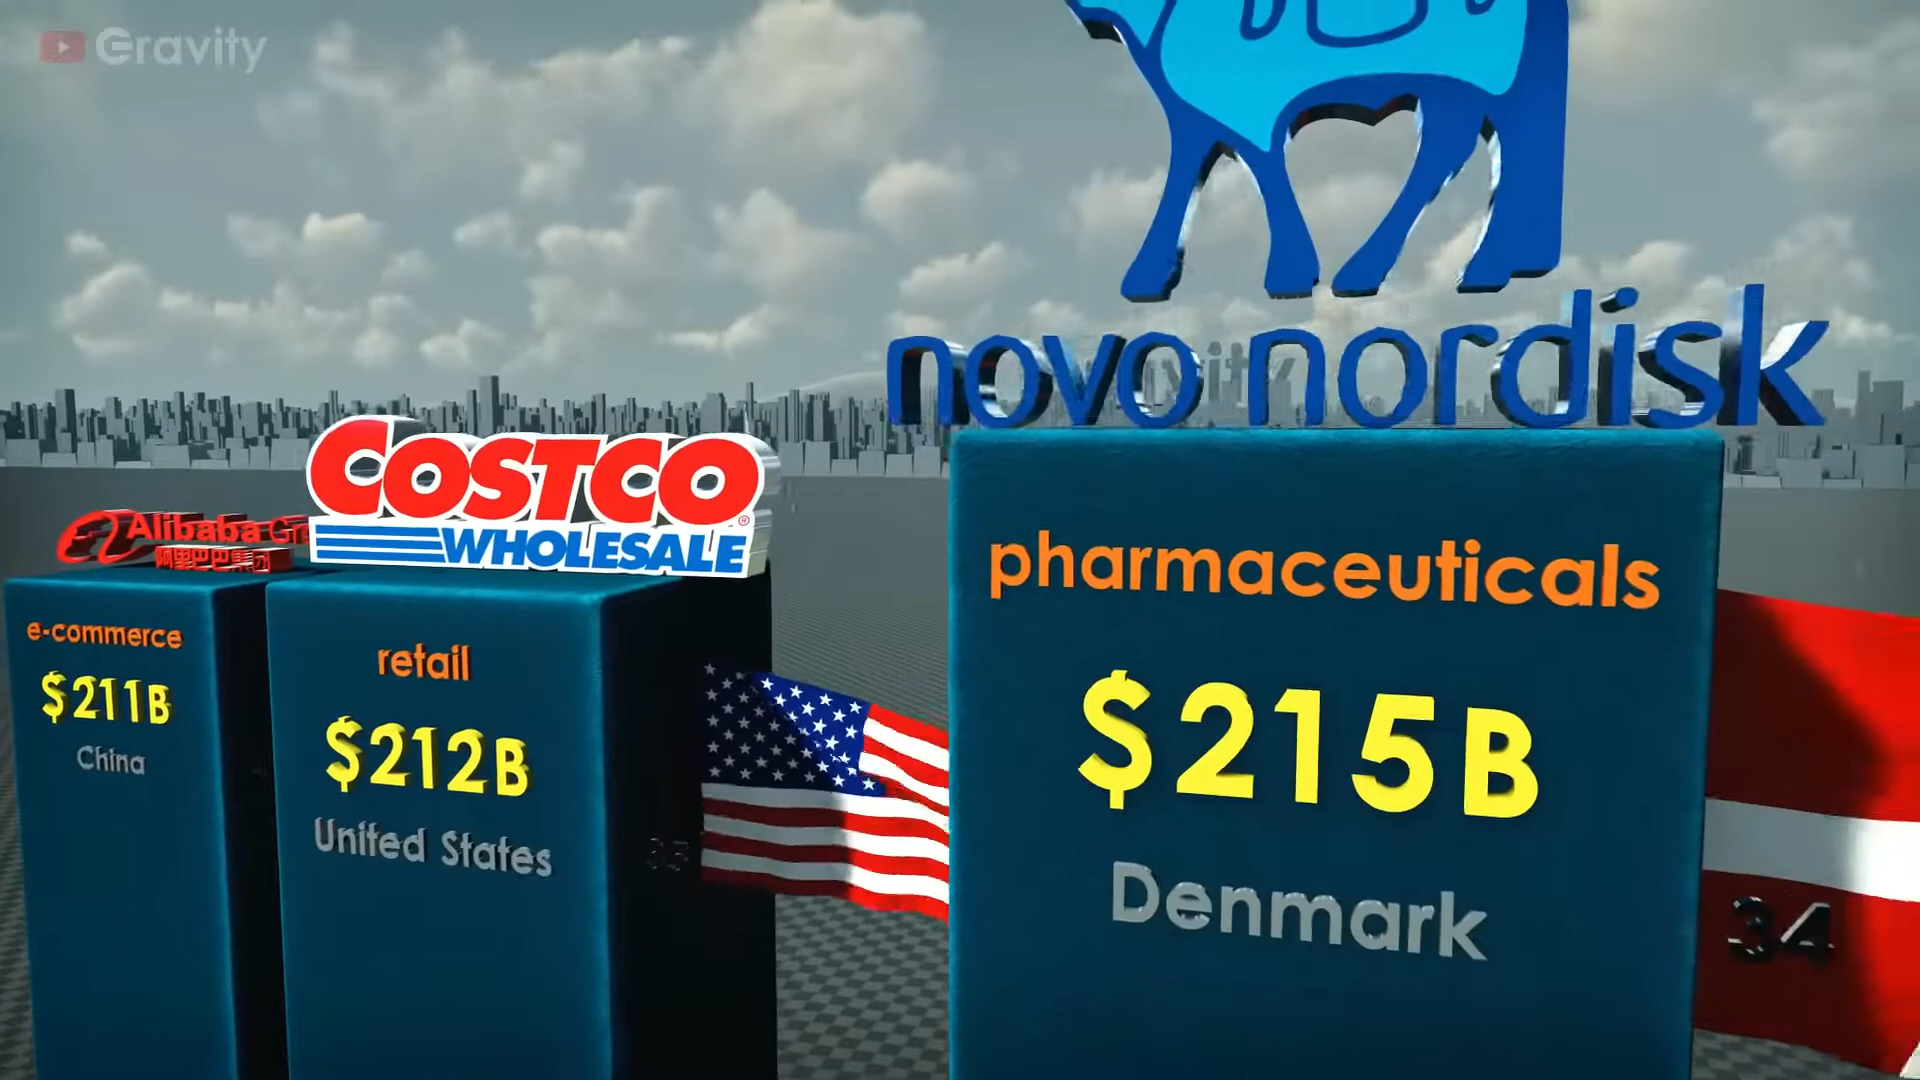 Gravity
novo nordisk
COSTCO
WHOLESALE
Alibaba Gr
阿里巴巴集团
pharmaceuticals
$215B
Denmark
34
retail
$212B
United States
35
e-commerce
$211B
China